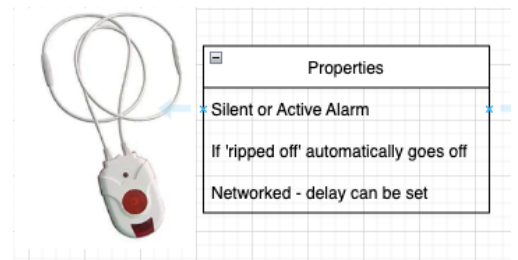 Properties
Silent or Active Alarm
If 'ripped off' automatically goes off
Networked - delay can be set